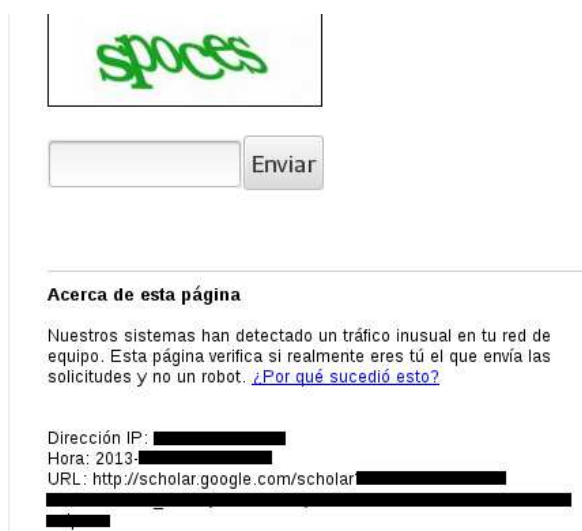 spoces
Enviar
Acerca de esta página
Nuestros sistemas han detectado un tráfico inusual en tu red de
equipo. Esta página verifica si realmente eres tú el que envía las
solicitudes y no un robot. ¿Por qué sucedió esto?
Dirección IP:
Hora: 2013-
URL: http://scholar.google.com/scholar